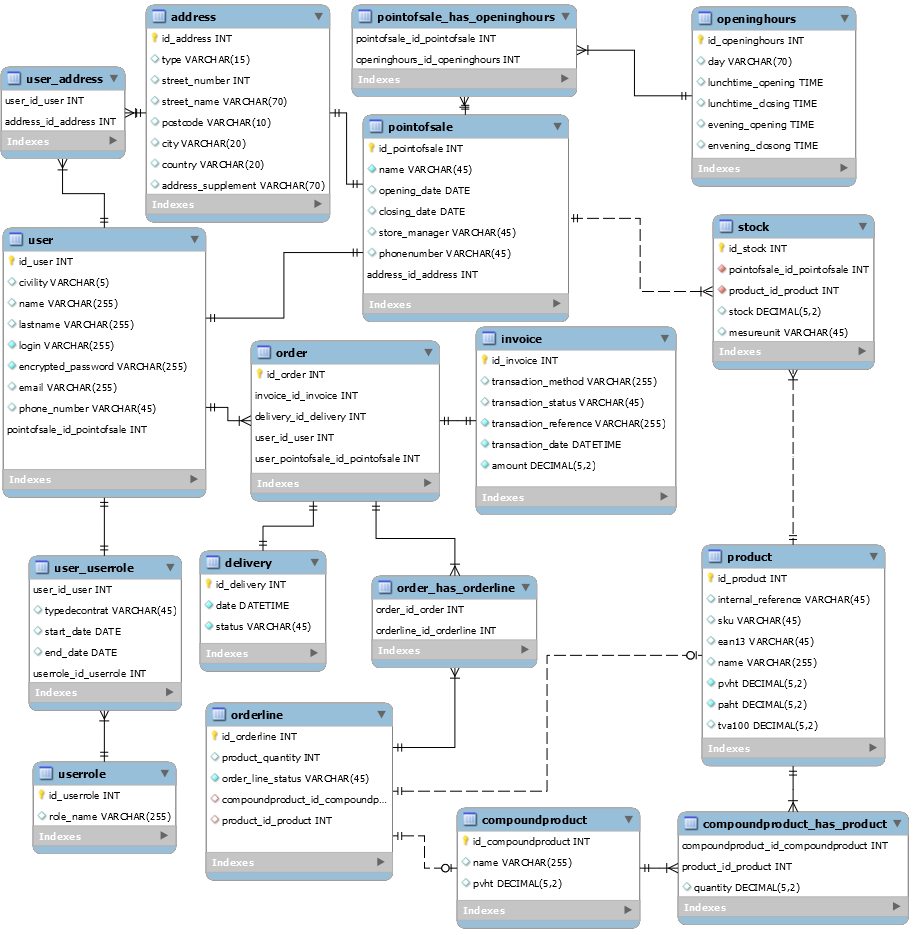 address
id_address INT
type VARCHAR(15)
street_number INT
street_name VARCHAR(70)
postcode VARCHAR(10)
city VARCHAR(20)
country VARCHAR(20)
address_supplement VARCHAR(70)
Indexes
pointofsale_has_openinghours
pointofsale_id_pointofsale INT
openinghours_id_openinghours INT
Indexes
openinghours
id_openinghours INT
day VARCHAR(70)
lunchtime_opening TIME
lunchtime_closing TIME
evening_opening TIME
envening_closong TIME
Indexes
user_address
user_id_user INT
address_id_address INT
Indexes
pointofsale
id_pointofsale INT
name VARCHAR(45)
opening_date DATE
closing_date DATE
store_manager VARCHAR(45)
phonenumber VARCHAR(45)
address_id_address INT
Indexes
stock
id_stock INT
pointofsale_id_pointofsale INT
product_id_product INT
stock DECIMAL(5,2)
mesureunit VARCHAR(45)
Indexes
user
id_user INT
civility VARCHAR(5)
name VARCHAR(255)
lastname VARCHAR(255)
login VARCHAR(255)
encrypted_password VARCHAR(255)
email VARCHAR(255)
phone_number VARCHAR(45)
pointofsale_id_pointofsale INT
Indexes
order
id_order INT
invoice_id_invoice INT
delivery_id_delivery INT
user_id_user INT
user_pointofsale_id_pointofsale INT
Indexes
invoice
id_invoice INT
transaction_method VARCHAR(255)
transaction_status VARCHAR(45)
transaction_reference VARCHAR(255)
transaction_date DATETIME
amount DECIMAL(5,2)
Indexes
user_userrole
user_id_user INT
typedecontrat VARCHAR(45)
start_date DATE
end_date DATE
userrole_id_userrole INT
Indexes
delivery
id_delivery INT
date DATETIME
status VARCHAR(45)
Indexes
order_has_orderline
order_id_order INT
orderline_id_orderline INT
Indexes
product
id_product INT
internal_reference VARCHAR(45)
sku VARCHAR(45)
ean13 VARCHAR(45)
name VARCHAR(255)
pvht DECIMAL(5,2)
paht DECIMAL(5,2)
tva100 DECIMAL(5,2)
Indexes
userrole
id_userrole INT
role_name VARCHAR(255)
Indexes
orderline
id_orderline INT
product_quantity INT
order_line_status VARCHAR(45)
compoundproduct_id_compoundp...
product_id_product INT
Indexes
compoundproduct
id_compoundproduct INT
name VARCHAR(255)
pvht DECIMAL(5,2)
Indexes
compoundproduct_has_product
compoundproduct_id_compoundproduct INT
product_id_product INT
quantity DECIMAL(5,2)
Indexes